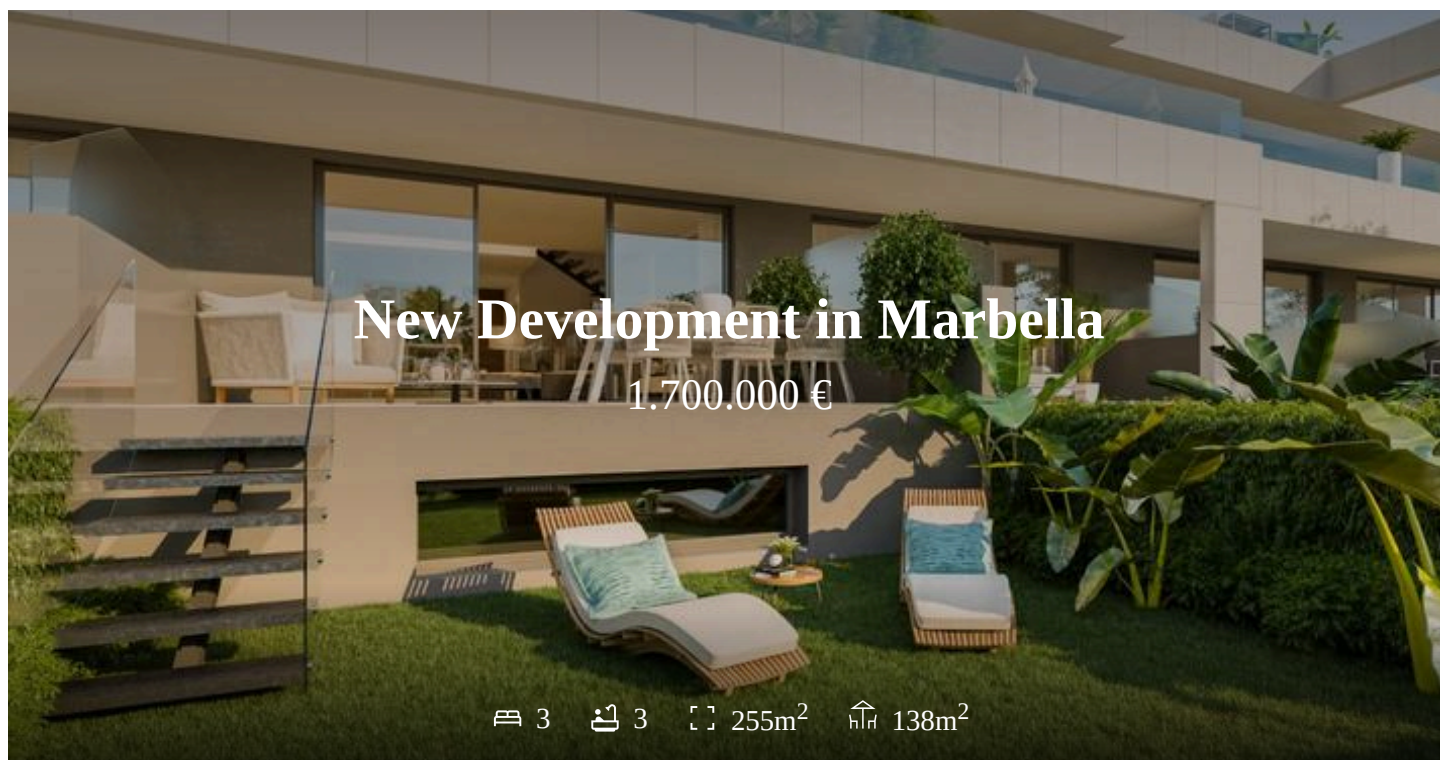 New Development in Marbella
1.700.000 €
3 3 255m² 138m²